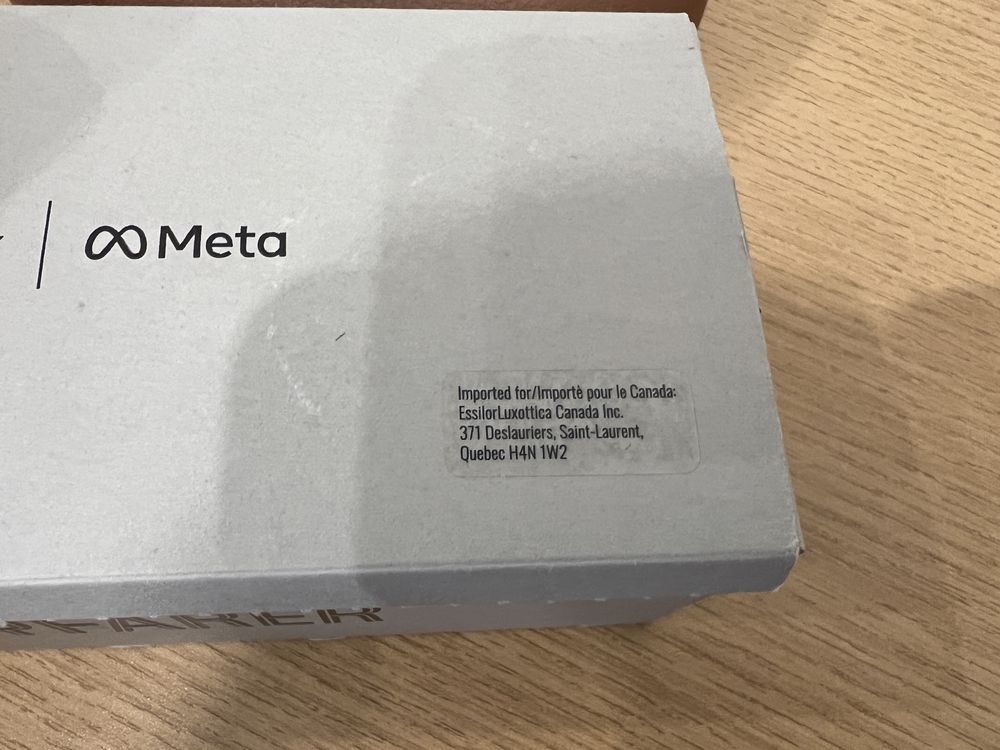 Meta
Imported for/Importè pour le Canada:
EssilorLuxottica Canada Inc.
371 Deslauriers, Saint-Laurent,
Quebec H4N 1W2